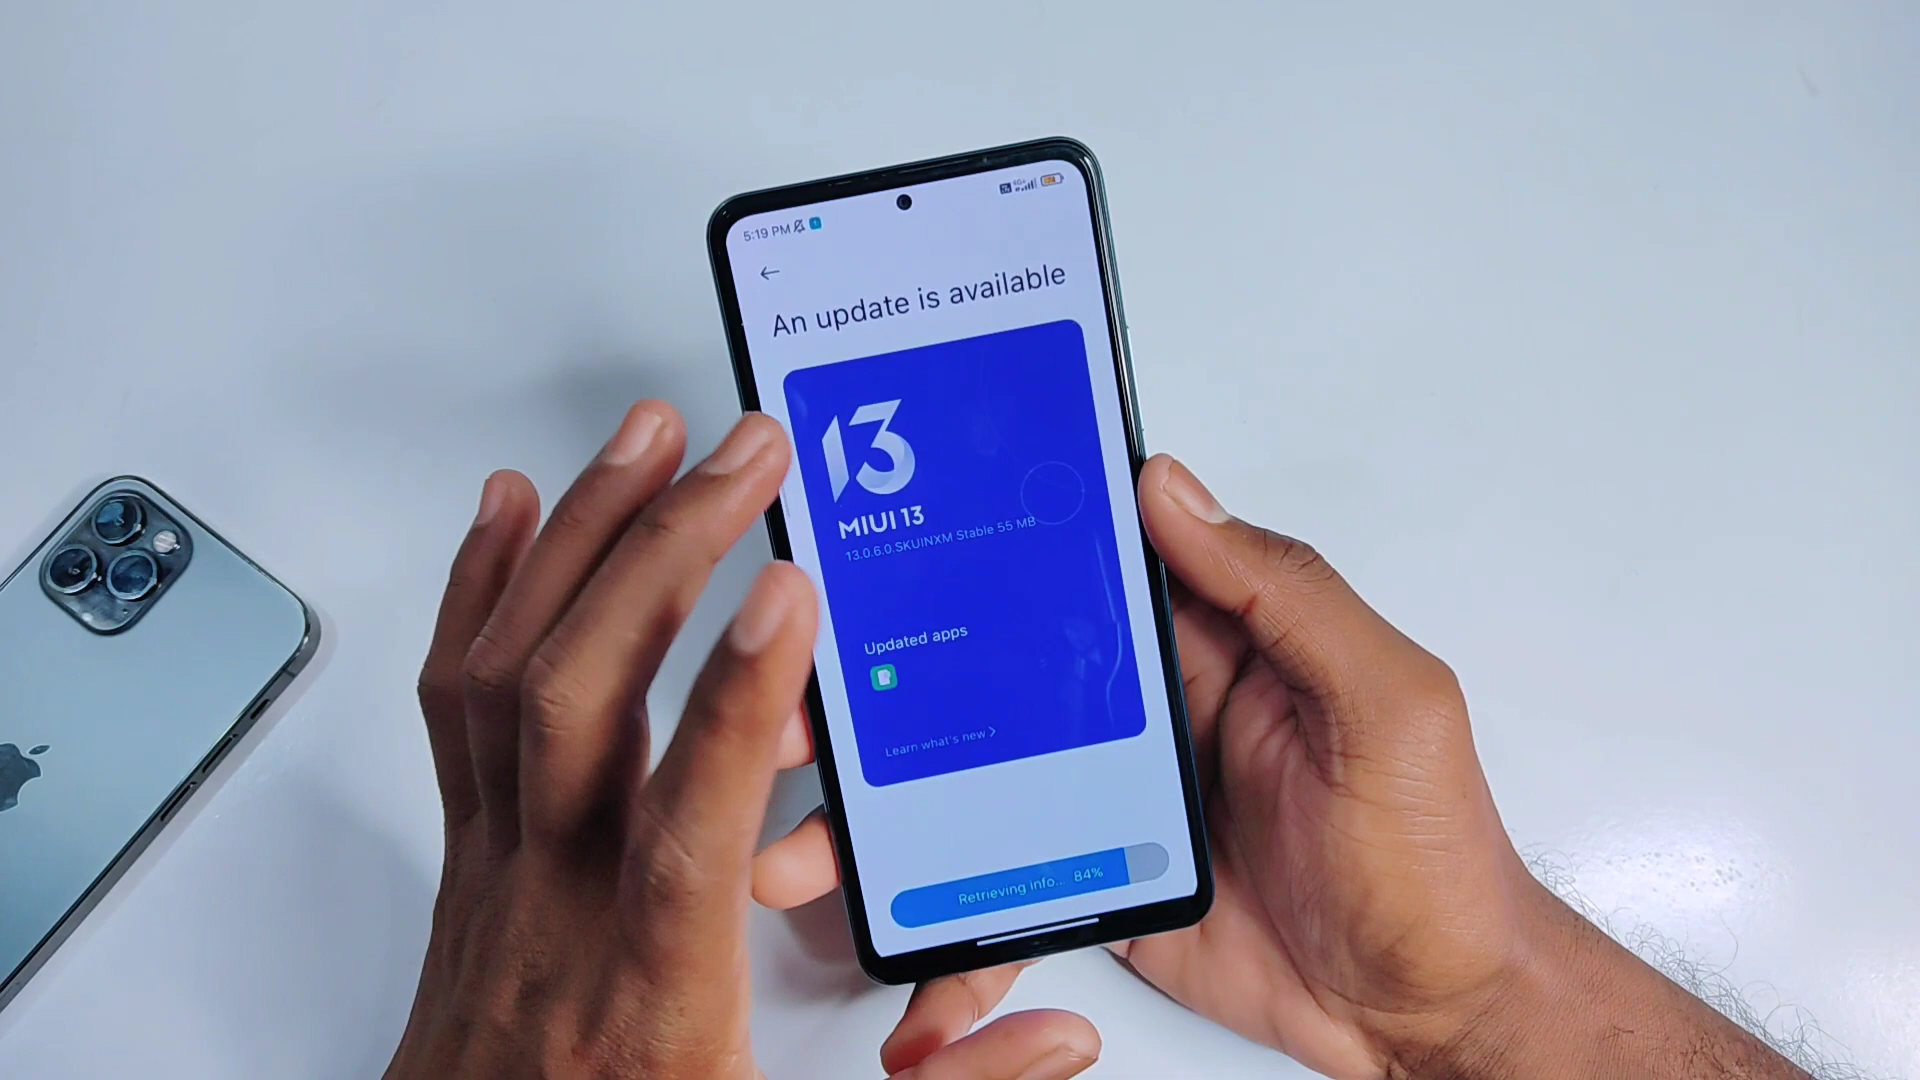 5:19 PM
An update is available
13
MIUI 13
13.0.6.0.SKUINXM Stable 55 MB
Updated apps
Learn what's new
Retrieving info... 84%